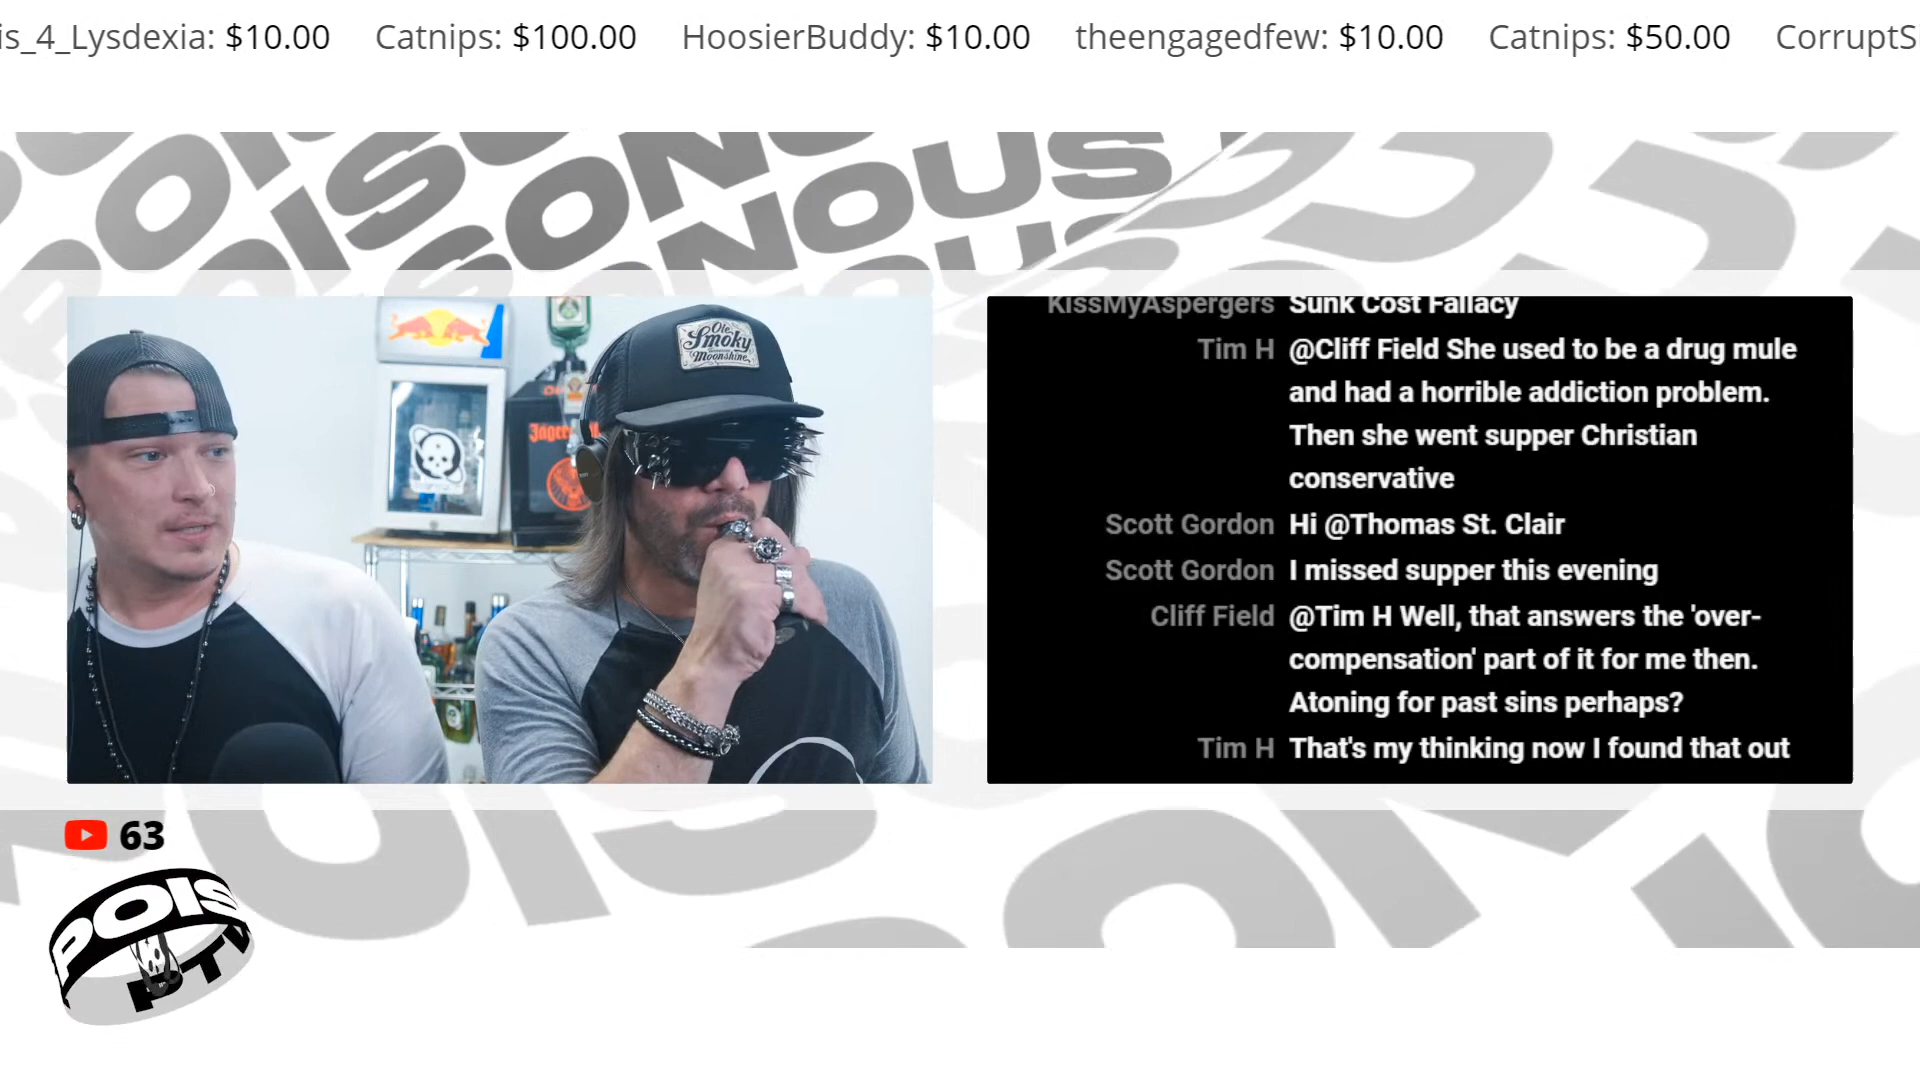 is_4_Lysdexia: $10.00 Catnips: $100.00 HoosierBuddy: $10.00 theengagedfew: $10.00 Catnips: $50.00 CorruptS
SONOUS
NOUS
Ole
Smoky
Moonshine
KissMyAspergers Sunk Cost Fallacy
Tim H @Cliff Field She used to be a drug mule
and had a horrible addiction problem.
Then she went supper Christian
conservative
Scott Gordon Hi @Thomas St. Clair
Scott Gordon I missed supper this evening
Cliff Field @Tim H Well, that answers the 'over-
compensation' part of it for me then.
Atoning for past sins perhaps?
Tim H That's my thinking now I found that out
63
POIS
PTV